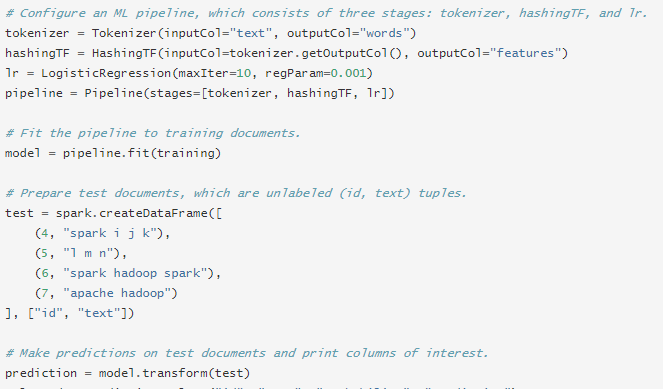 # Configure an ML pipeline, which consists of three stages: tokenizer, hashingTF, and lr.
tokenizer = Tokenizer(inputCol="text", outputCol="words")
hashingTF = HashingTF(inputCol=tokenizer.getOutputCol(), outputCol="features")
lr = LogisticRegression(maxIter=10, regParam=0.001)
pipeline = Pipeline(stages=[tokenizer, hashingTF, lr])
# Fit the pipeline to training documents.
model = pipeline.fit(training)
# Prepare test documents, which are unlabeled (id, text) tuples.
test = spark.createDataFrame([
    (4, "spark i j k"),
    (5, "l m n"),
    (6, "spark hadoop spark"),
    (7, "apache hadoop")
], ["id", "text"])
# Make predictions on test documents and print columns of interest.
prediction = model.transform(test)